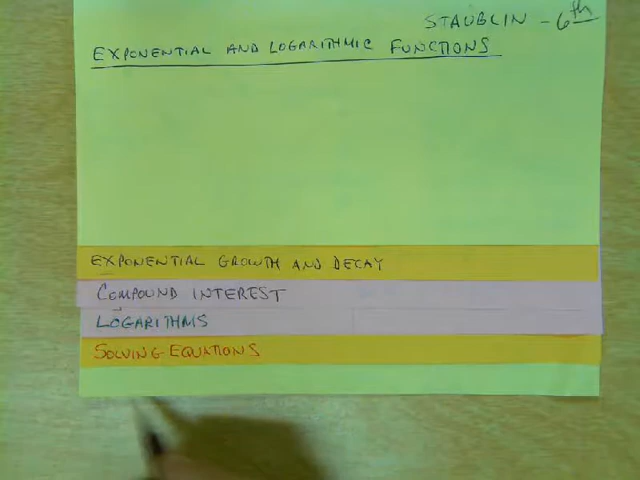 STAUBLIN - 6th
EXPONENTIAL AND LOGARITHMIC FUNCTIONS
EXPONENTIAL GROWTH AND DECAY
COMPOUND INTEREST
LOGARITHMS
SOLVING EQUATIONS